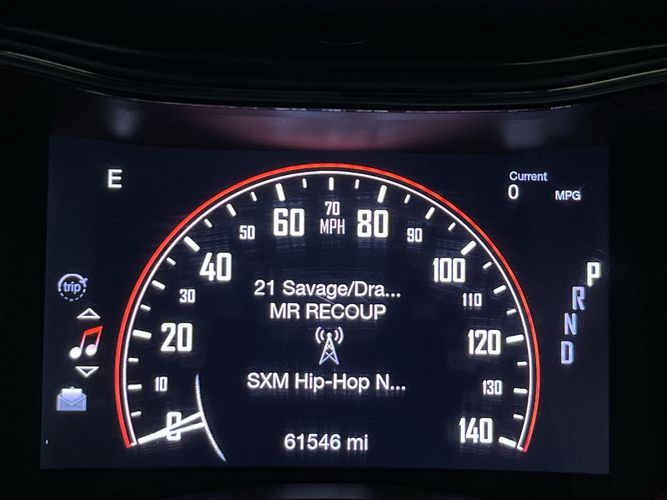 E
Current
0 MPG
70
MPH
60
80
50
90
40
100
30
110
20
120
10
130
0
140
trip
21 Savage/Dra...
MR RECOUP
SXM Hip-Hop N...
61546 mi
P
R
N
D